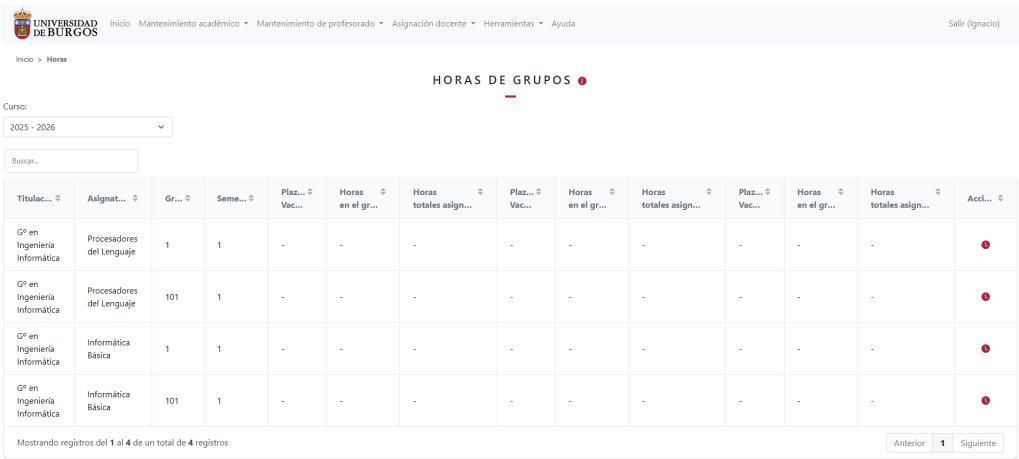 UNIVERSIDAD
DE BURGOS
Inicio Mantenimiento académico Mantenimiento de profesorado Asignación docente Herramientas Ayuda Salir (Ignacio)
Inicio > Horas
HORAS DE GRUPOS
Curso:
2025 - 2026
Buscar...
Titulac... Asignat... Gr... Seme... Plaz... Vac... Horas en el gr... Horas totales asign... Plaz... Vac... Horas en el gr... Horas totales asign... Plaz... Vac... Horas en el gr... Horas totales asign... Acci...
Gº en Ingeniería Informática Procesadores del Lenguaje 1 1 - - - - - - - - -
Gº en Ingeniería Informática Procesadores del Lenguaje 101 1 - - - - - - - - -
Gº en Ingeniería Informática Informática Básica 1 1 - - - - - - - - -
Gº en Ingeniería Informática Informática Básica 101 1 - - - - - - - - -
Mostrando registros del 1 al 4 de un total de 4 registros Anterior 1 Siguiente